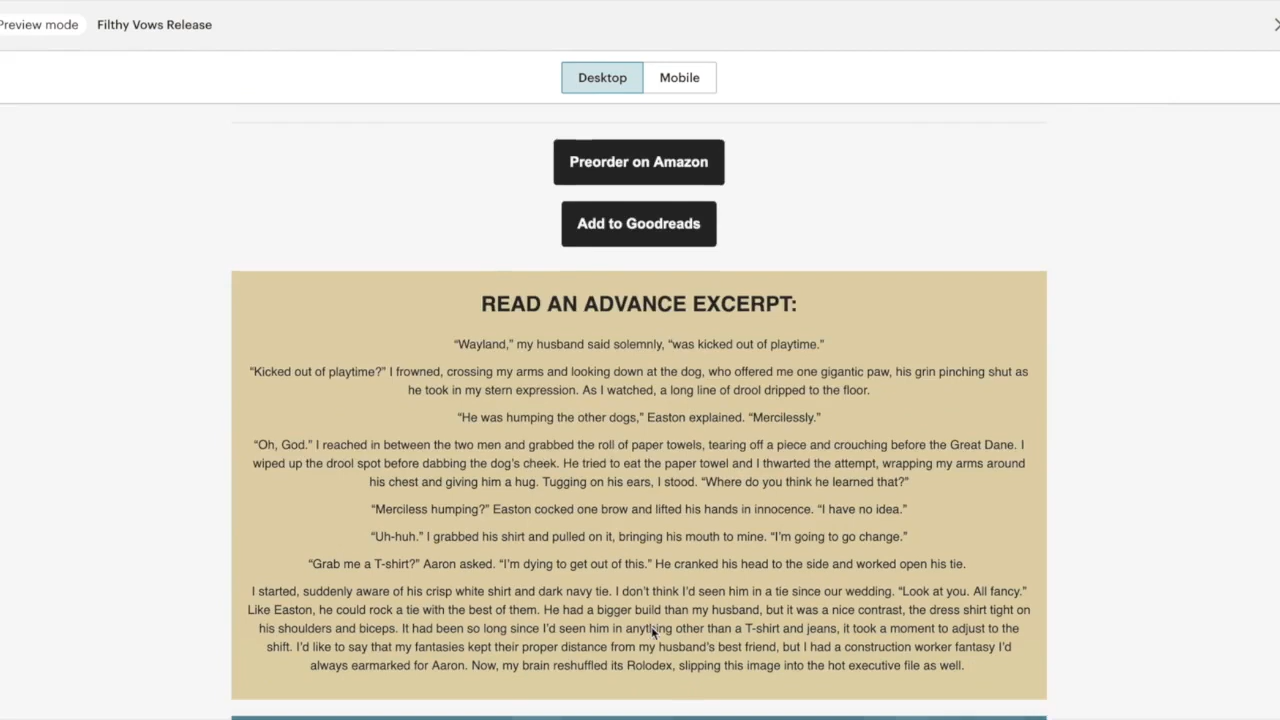 Preview mode
Filthy Vows Release
Desktop
Mobile
Preorder on Amazon
Add to Goodreads
READ AN ADVANCE EXCERPT:
“Wayland,” my husband said solemnly, “was kicked out of playtime.”
“Kicked out of playtime?” I frowned, crossing my arms and looking down at the dog, who offered me one gigantic paw, his grin pinching shut as
he took in my stern expression. As I watched, a long line of drool dripped to the floor.
“He was humping the other dogs,” Easton explained. “Mercilessly.”
“Oh, God.” I reached in between the two men and grabbed the roll of paper towels, tearing off a piece and crouching before the Great Dane. I
wiped up the drool spot before dabbing the dog’s cheek. He tried to eat the paper towel and I thwarted the attempt, wrapping my arms around
his chest and giving him a hug. Tugging on his ears, I stood. “Where do you think he learned that?”
“Merciless humping?” Easton cocked one brow and lifted his hands in innocence. “I have no idea.”
“Uh-huh.” I grabbed his shirt and pulled on it, bringing his mouth to mine. “I’m going to go change.”
“Grab me a T-shirt?” Aaron asked. “I’m dying to get out of this.” He cranked his head to the side and worked open his tie.
I started, suddenly aware of his crisp white shirt and dark navy tie. I don’t think I’d seen him in a tie since our wedding. “Look at you. All fancy.”
Like Easton, he could rock a tie with the best of them. He had a bigger build than my husband, but it was a nice contrast, the dress shirt tight on
his shoulders and biceps. It had been so long since I’d seen him in anything other than a T-shirt and jeans, it took a moment to adjust to the
shift. I’d like to say that my fantasies kept their proper distance from my husband’s best friend, but I had a construction worker fantasy I’d
always earmarked for Aaron. Now, my brain reshuffled its Rolodex, slipping this image into the hot executive file as well.